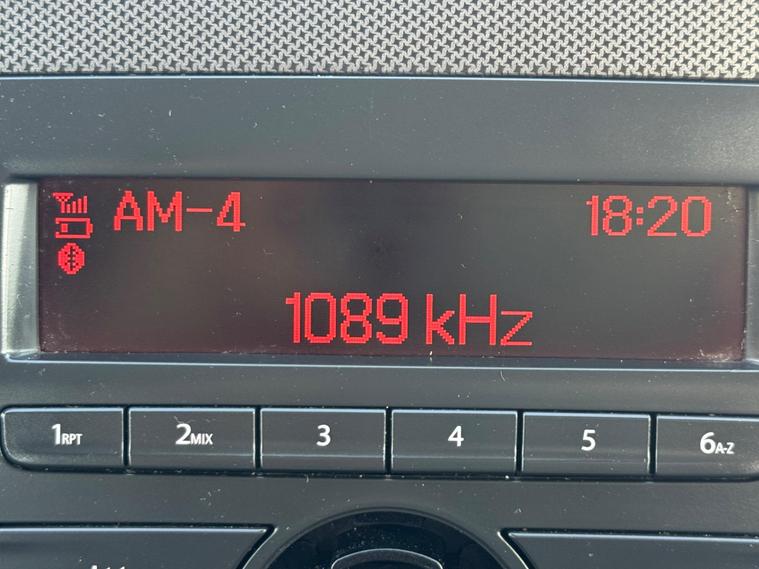 AM-4 18:20
1089 kHz
1RPT 2MIX 3 4 5 6A-Z